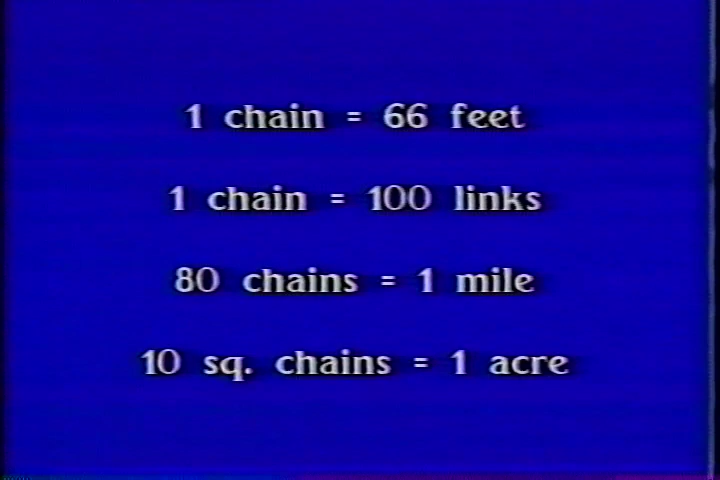 1 chain = 66 feet
1 chain = 100 links
80 chains = 1 mile
10 sq. chains = 1 acre